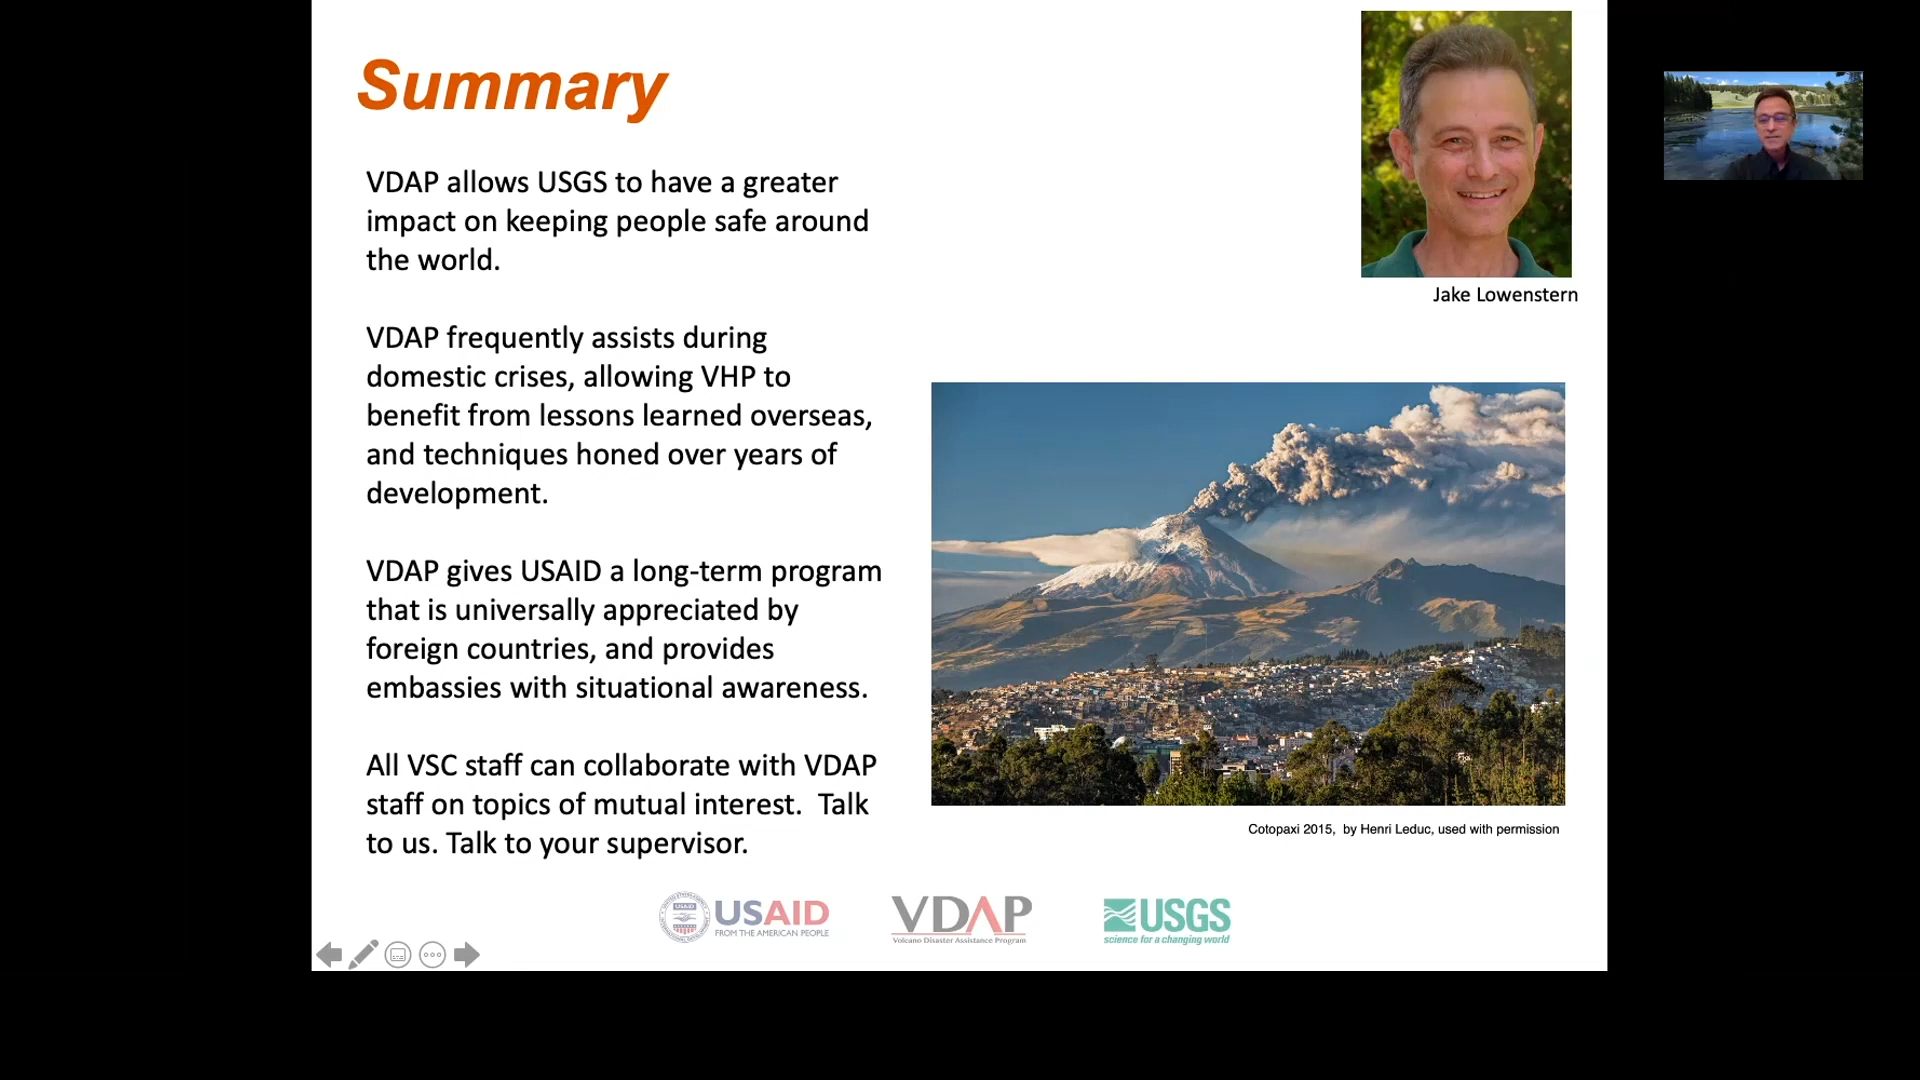 Summary
VDAP allows USGS to have a greater
impact on keeping people safe around
the world.
VDAP frequently assists during
domestic crises, allowing VHP to
benefit from lessons learned overseas,
and techniques honed over years of
development.
VDAP gives USAID a long-term program
that is universally appreciated by
foreign countries, and provides
embassies with situational awareness.
All VSC staff can collaborate with VDAP
staff on topics of mutual interest.  Talk
to us. Talk to your supervisor.
Jake Lowenstern
Cotopaxi 2015,  by Henri Leduc, used with permission
USAID
FROM THE AMERICAN PEOPLE
VDAP
Volcano Disaster Assistance Program
USGS
science for a changing world